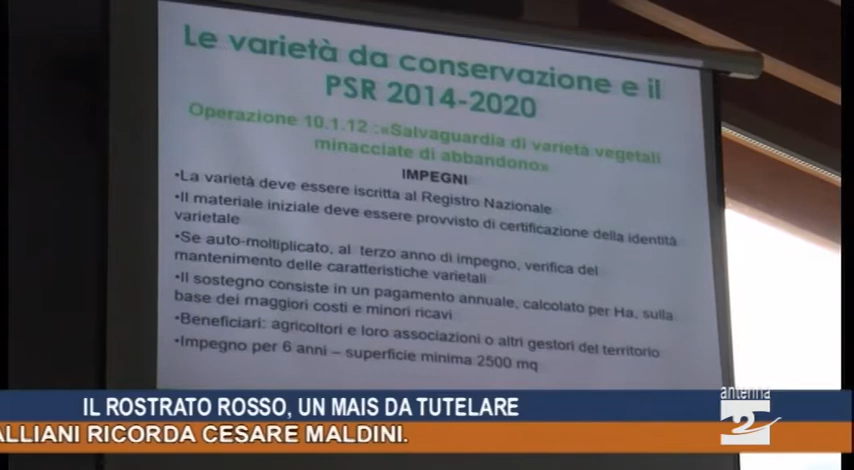 Le varietà da conservazione e il
PSR 2014-2020
Operazione 10.1.12 :«Salvaguardia di varietà vegetali
minacciate di abbandono»
IMPEGNI
•La varietà deve essere iscritta al Registro Nazionale
•Il materiale iniziale deve essere provvisto di certificazione della identità
varietale
•Se auto-moltiplicato, al terzo anno di impegno, verifica del
mantenimento delle caratteristiche varietali
•Il sostegno consiste in un pagamento annuale, calcolato per Ha, sulla
base dei maggiori costi e minori ricavi
•Beneficiari: agricoltori e loro associazioni o altri gestori del territorio
•Impegno per 6 anni – superficie minima 2500 mq
IL ROSTRATO ROSSO, UN MAIS DA TUTELARE
antenna
2
ALLIANI RICORDA CESARE MALDINI.